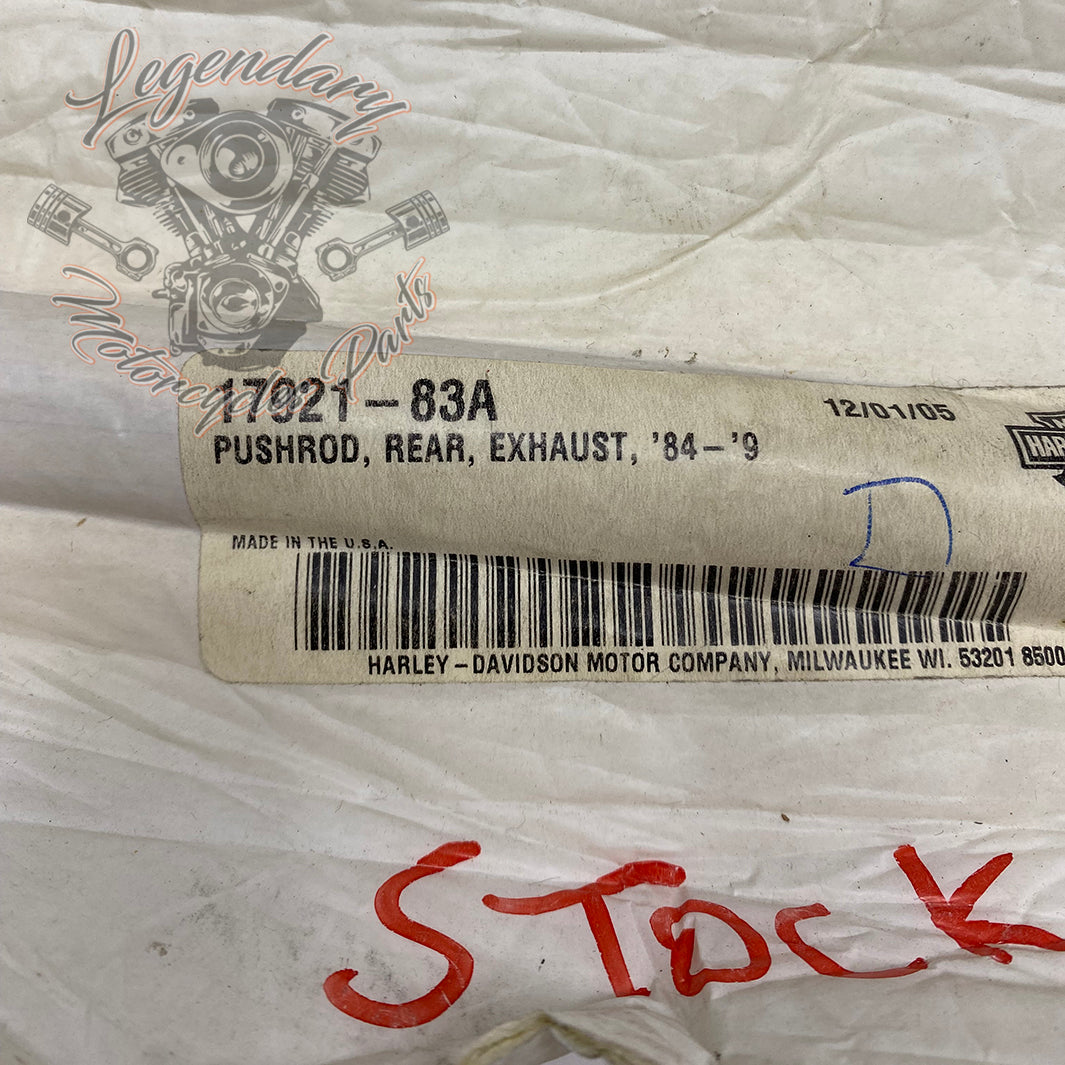 Legendary
Motorcycles Parts
17921-83A
12/01/05
PUSHROD, REAR, EXHAUST, '84-'9
MADE IN THE U.S.A.
HARLEY-DAVIDSON MOTOR COMPANY, MILWAUKEE WI. 53201 8500
STOCK